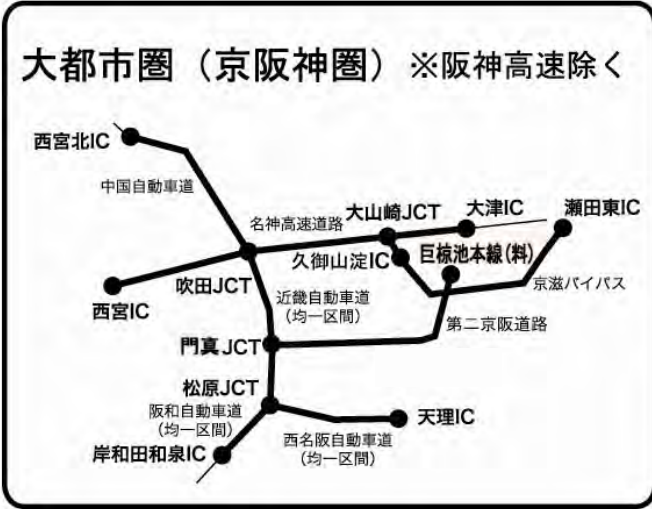 大都市圏（京阪神圏）※阪神高速除く
西宮北IC
中国自動車道
名神高速道路
大山崎JCT
大津IC
瀬田東IC
久御山淀IC
巨椋池本線(料)
京滋バイパス
吹田JCT
西宮IC
近畿自動車道
（均一区間）
第二京阪道路
門真JCT
松原JCT
阪和自動車道
（均一区間）
天理IC
西名阪自動車道
（均一区間）
岸和田和泉IC